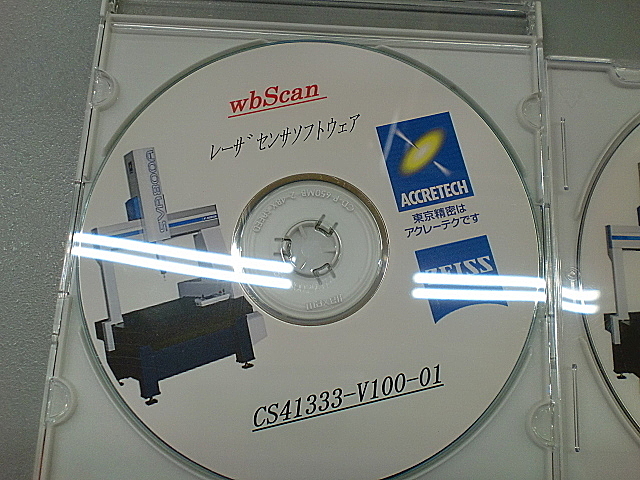 wbScan
レーザセンサソフトウェア
ACCRETECH
東京精密は
アクレーテクです
ZEISS
CS41333-V100-01